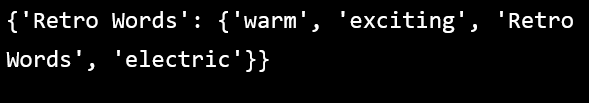 {'Retro Words': {'warm', 'exciting', 'Retro
Words', 'electric'}}